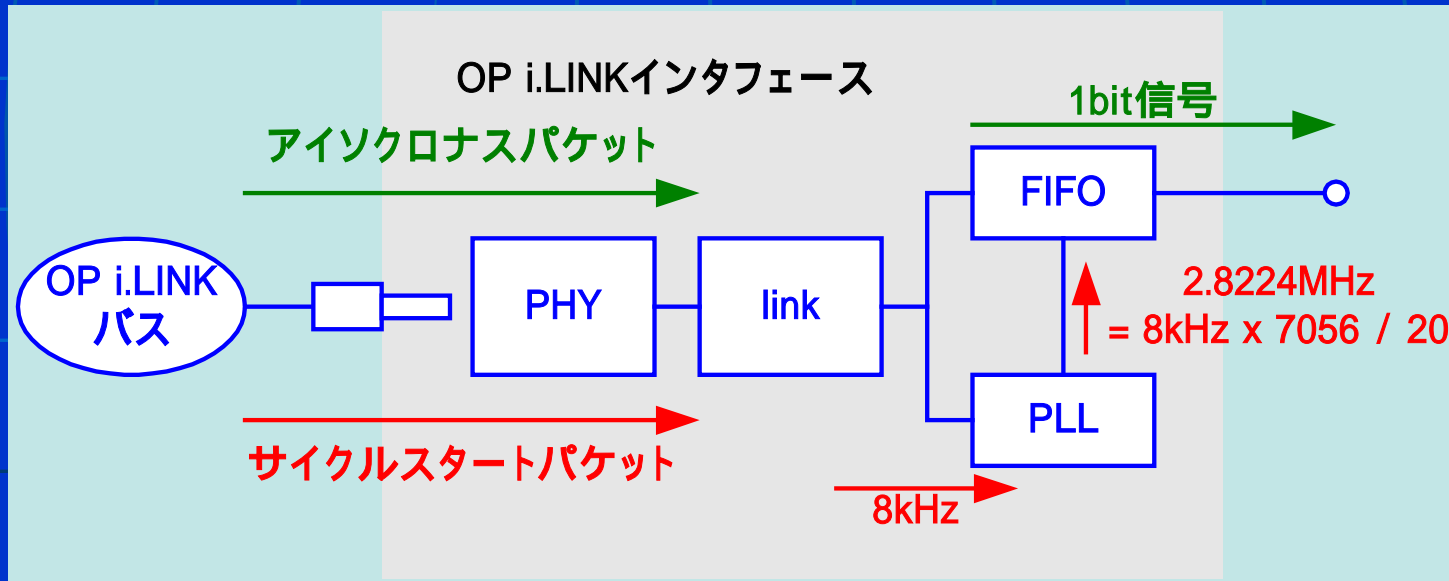 OP i.LINKインタフェース
1bit信号
アイソクロナスパケット
FIFO
OP i.LINK
バス
PHY
link
2.8224MHz
= 8kHz x 7056 / 20
PLL
サイクルスタートパケット
8kHz